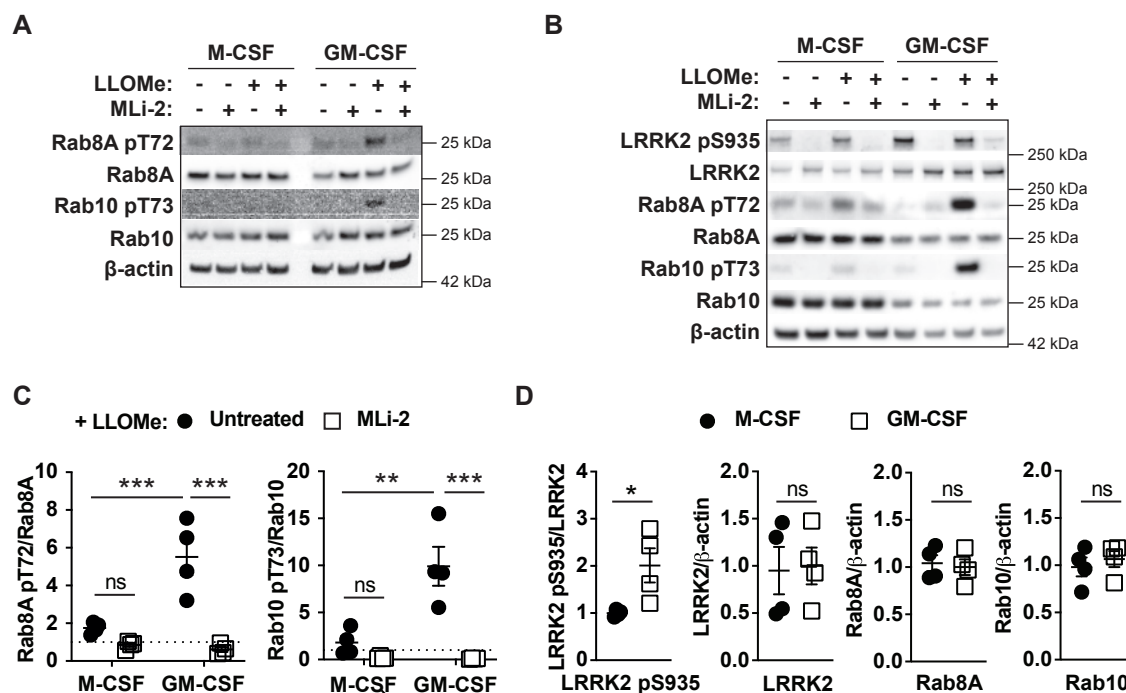 A
M-CSF GM-CSF
LLOMe: - - + + - - + +
MLi-2: - + - + - + - +
Rab8A pT72 25 kDa
Rab8A 25 kDa
Rab10 pT73 25 kDa
Rab10 25 kDa
β-actin 42 kDa
B
M-CSF GM-CSF
LLOMe: - - + + - - + +
MLi-2: - + - + - + - +
LRRK2 pS935 250 kDa
LRRK2 250 kDa
Rab8A pT72 25 kDa
Rab8A
Rab10 pT73 25 kDa
Rab10 25 kDa
β-actin 42 kDa
C
+ LLOMe: Untreated MLi-2
Rab8A pT72/Rab8A
10
8
6
4
2
0
*** ***
ns
M-CSF GM-CSF
Rab10 pT73/Rab10
20
15
10
5
0
** ***
ns
M-CSF GM-CSF
D
M-CSF GM-CSF
LRRK2 pS935/LRRK2
4
3
2
1
0
*
LRRK2 pS935
LRRK2/β-actin
2.0
1.5
1.0
0.5
0.0
ns
LRRK2
Rab8A/β-actin
2.0
1.5
1.0
0.5
0.0
ns
Rab8A
Rab10/β-actin
2.0
1.5
1.0
0.5
0.0
ns
Rab10